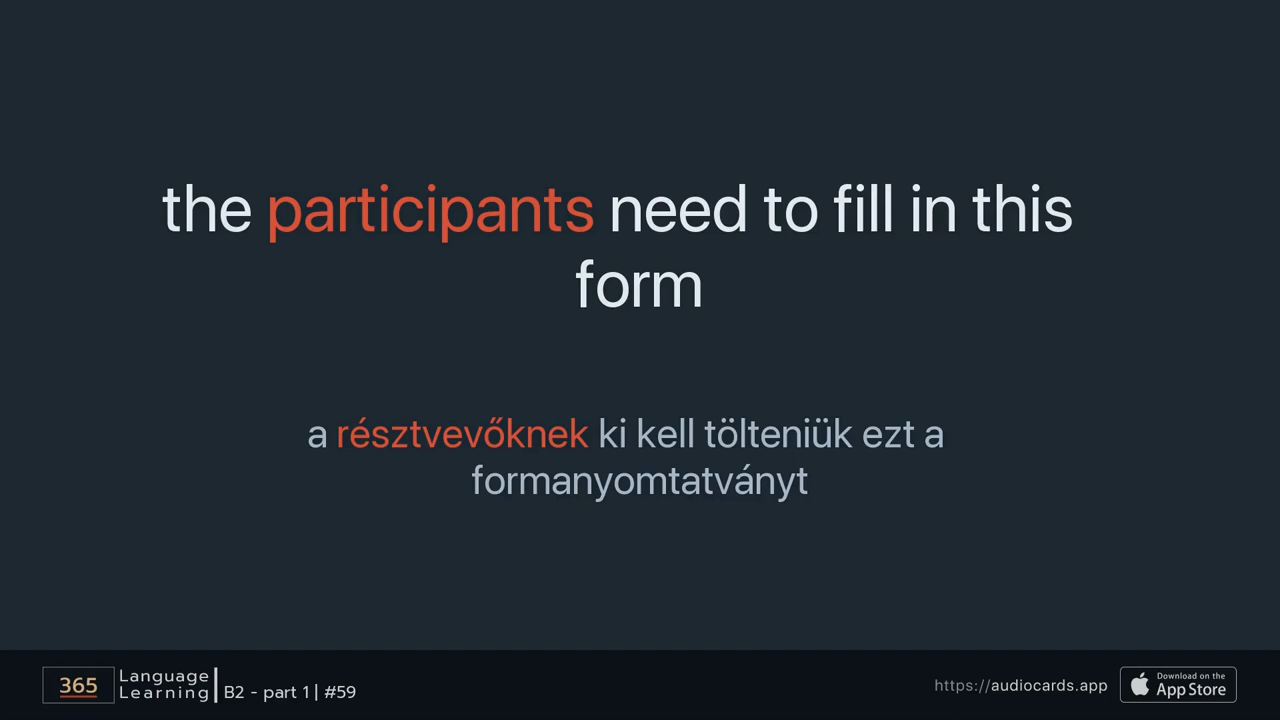 the participants need to fill in this
form
a résztvevőknek ki kell tölteniük ezt a
formanyomtatványt
365 Language Learning
B2 - part 1 | #59
https://audiocards.app
Download on the
App Store